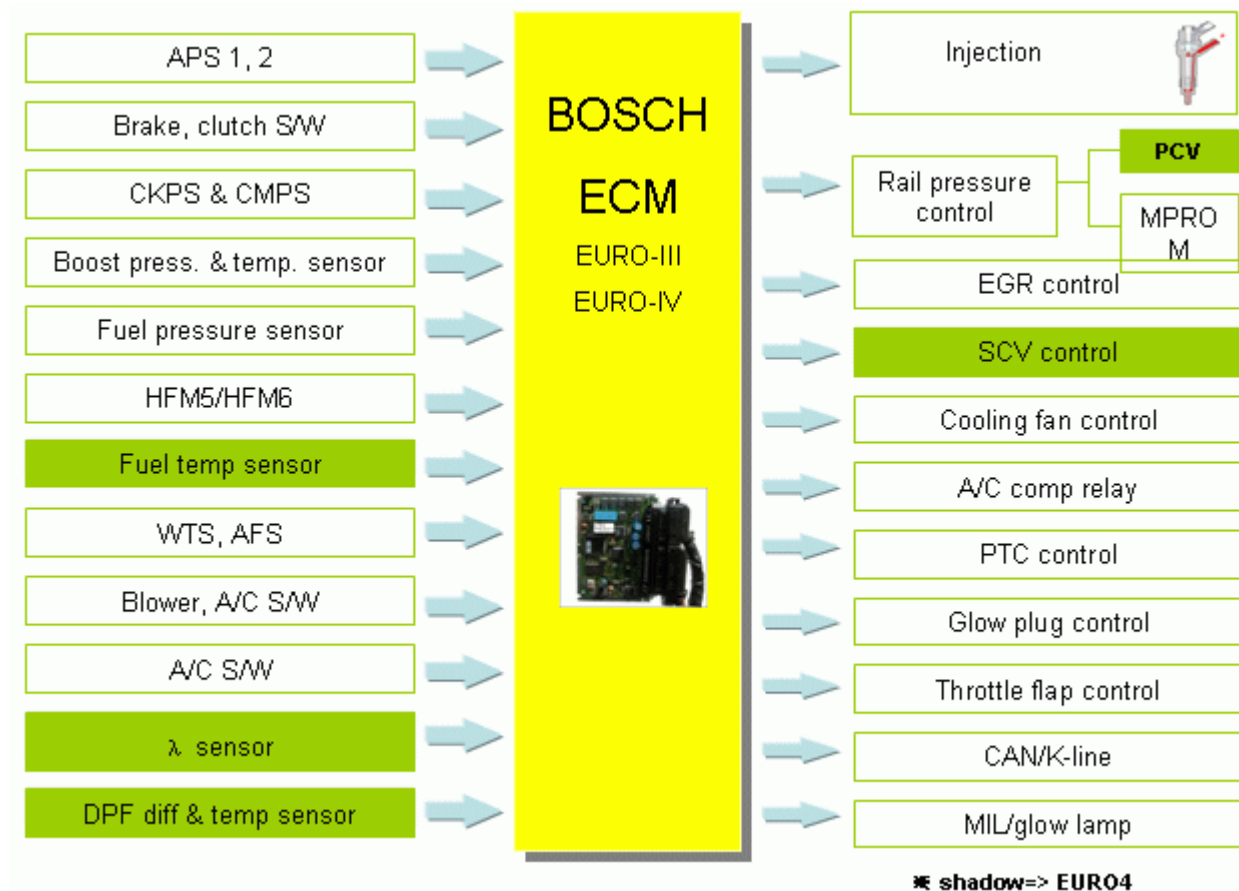 APS 1, 2
Brake, clutch S/W
CKPS & CMPS
Boost press. & temp. sensor
Fuel pressure sensor
HFM5/HFM6
Fuel temp sensor
WTS, AFS
Blower, A/C S/W
A/C S/W
λ sensor
DPF diff & temp sensor
BOSCH
ECM
EURO-III
EURO-IV
Injection
Rail pressure
control
PCV
MPRO
M
EGR control
SCV control
Cooling fan control
A/C comp relay
PTC control
Glow plug control
Throttle flap control
CAN/K-line
MIL/glow lamp
※ shadow=> EURO4